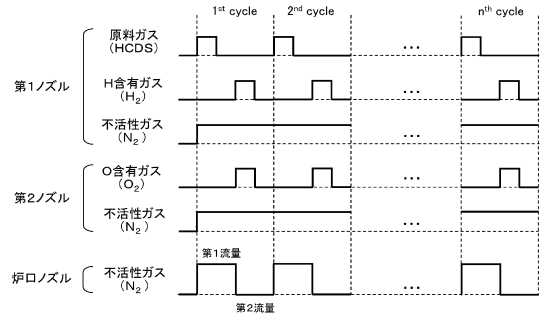 1st cycle 2nd cycle nth cycle
原料ガス
(HCDS)
第1ノズル
H含有ガス
(H2)
不活性ガス
(N2)
O含有ガス
(O2)
第2ノズル
不活性ガス
(N2)
第1流量
炉口ノズル
不活性ガス
(N2)
第2流量